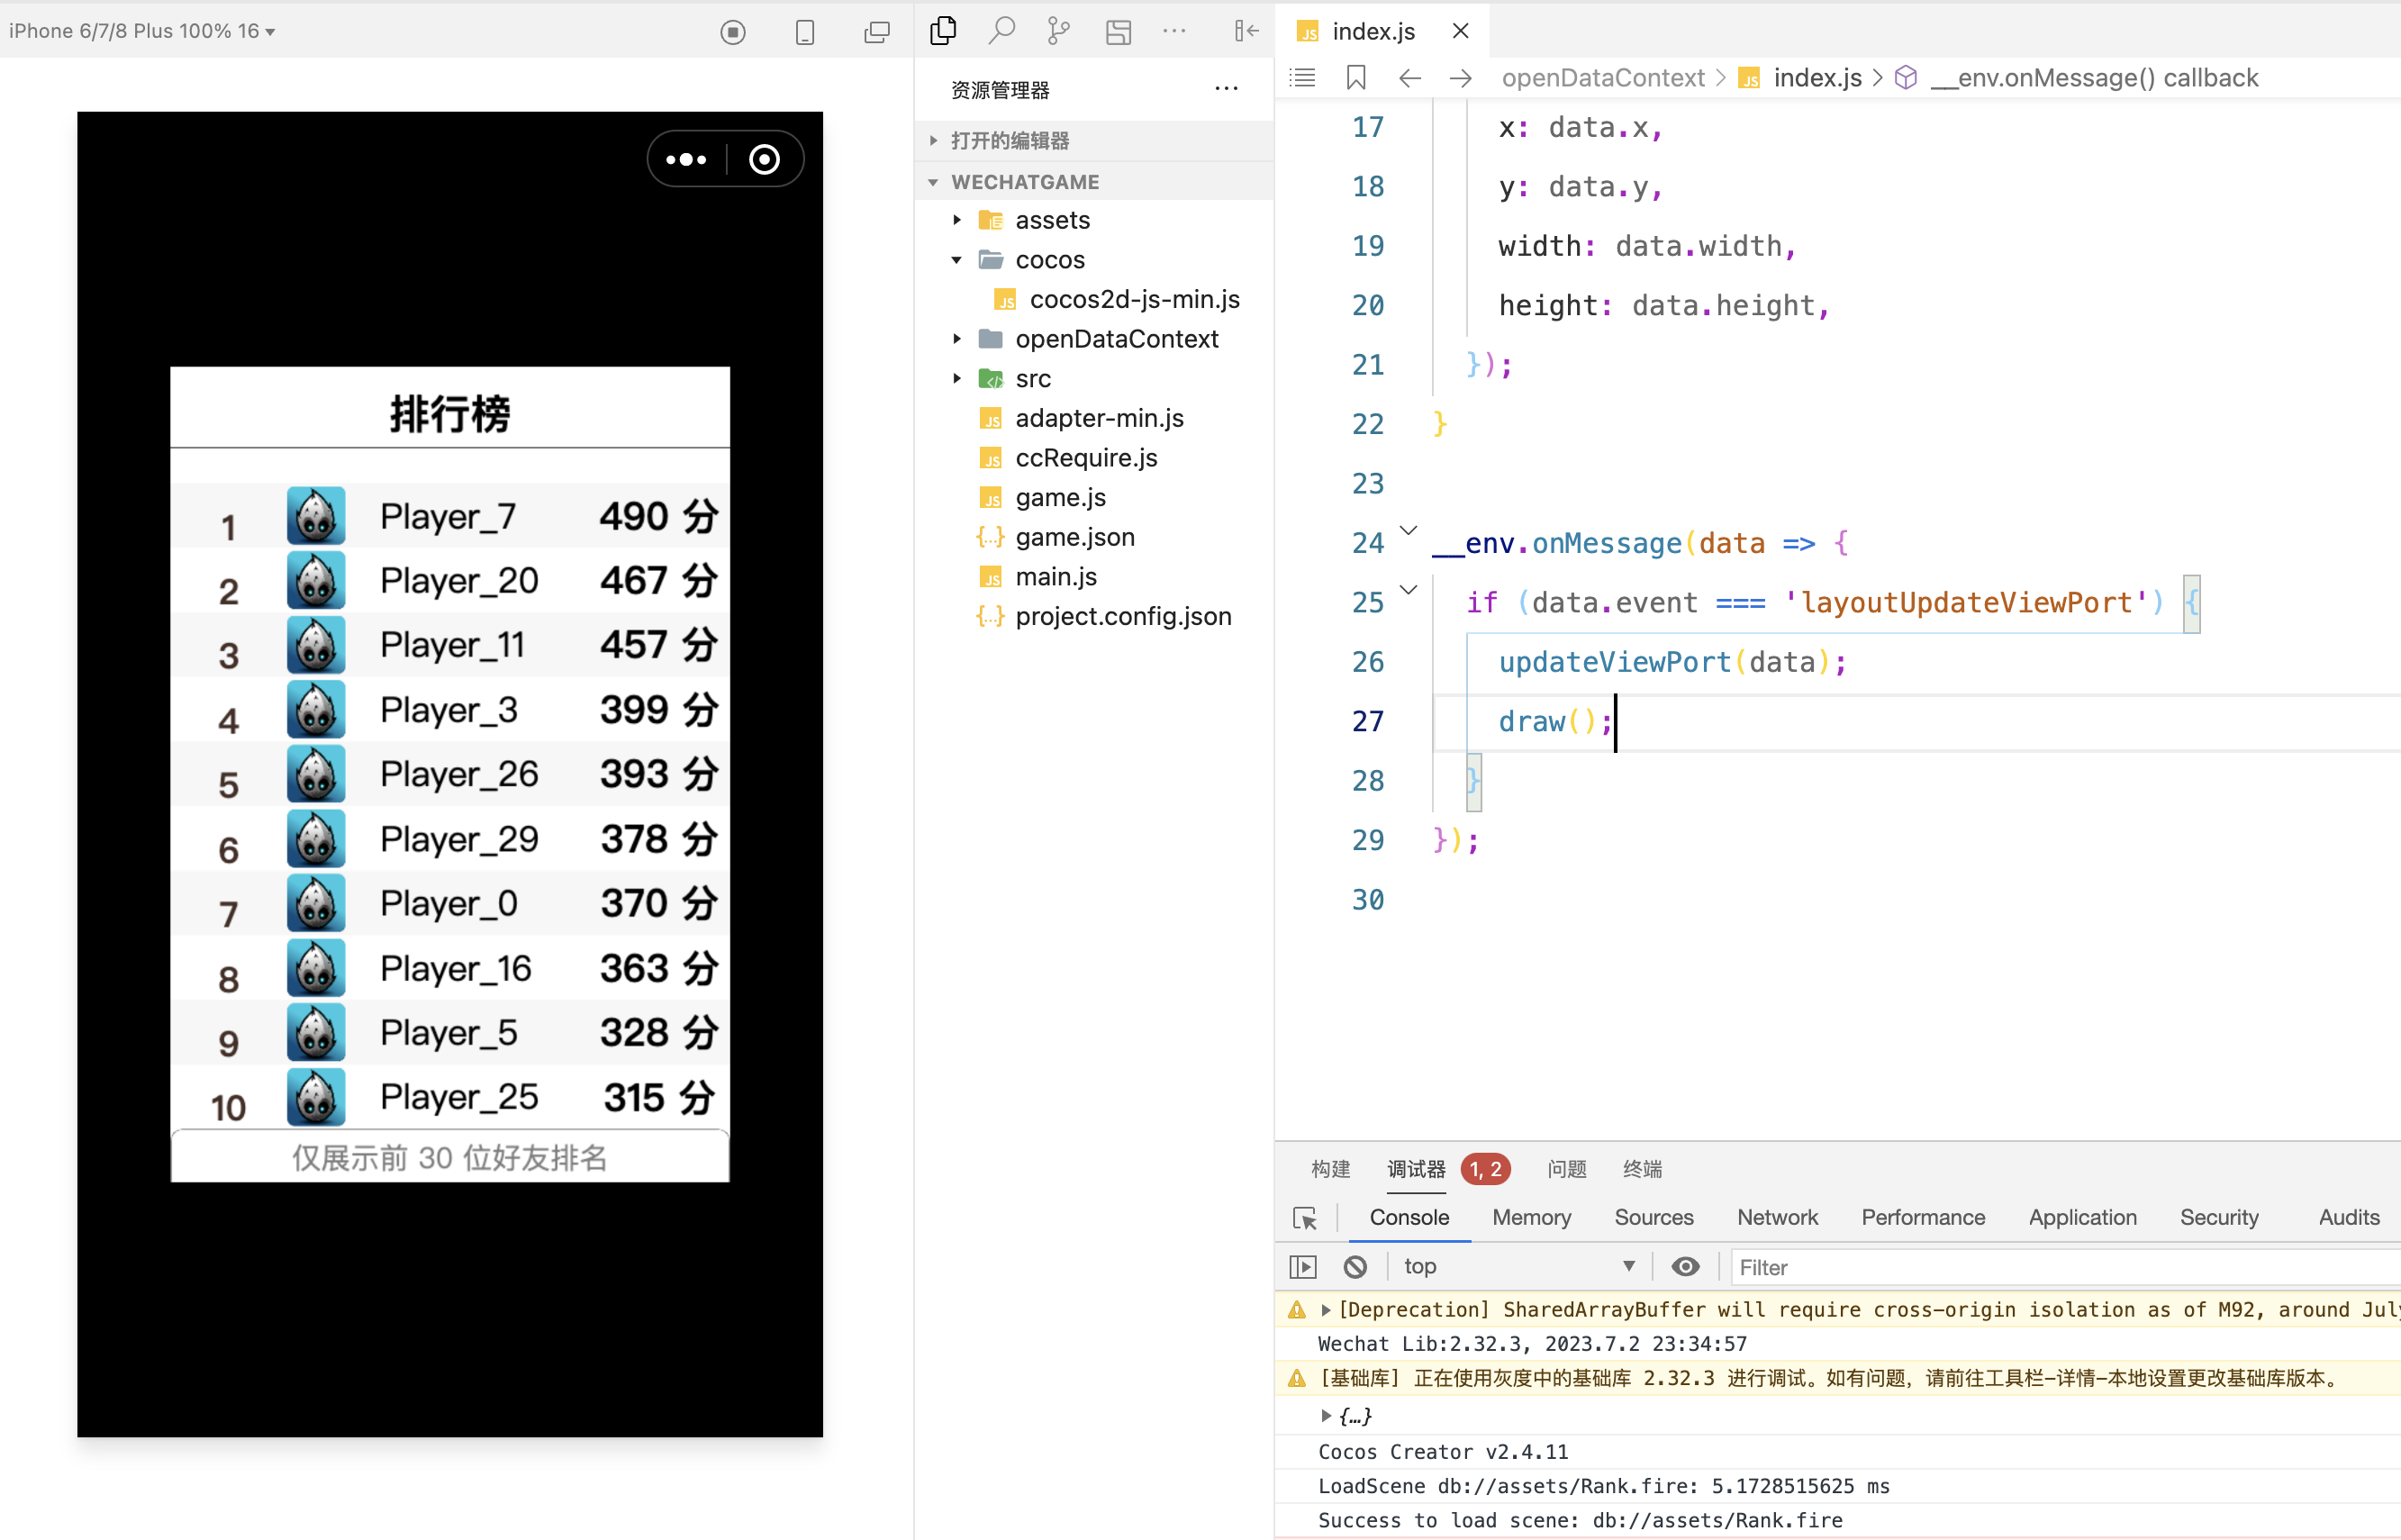 iPhone 6/7/8 Plus 100% 16
排行榜
1 Player_7 490 分
2 Player_20 467 分
3 Player_11 457 分
4 Player_3 399 分
5 Player_26 393 分
6 Player_29 378 分
7 Player_0 370 分
8 Player_16 363 分
9 Player_5 328 分
10 Player_25 315 分
仅展示前 30 位好友排名
资源管理器
打开的编辑器
WECHATGAME
assets
cocos
JS cocos2d-js-min.js
openDataContext
src
JS adapter-min.js
JS ccRequire.js
JS game.js
{..} game.json
JS main.js
{..} project.config.json
JS index.js
openDataContext > JS index.js > __env.onMessage() callback
17 x: data.x,
18 y: data.y,
19 width: data.width,
20 height: data.height,
21 });
22 }
23
24 __env.onMessage(data => {
25 if (data.event === 'layoutUpdateViewPort') {
26 updateViewPort(data);
27 draw();
28 }
29 });
30
构建 调试器 1, 2 问题 终端
Console Memory Sources Network Performance Application Security Audits
top Filter
[Deprecation] SharedArrayBuffer will require cross-origin isolation as of M92, around July
Wechat Lib:2.32.3, 2023.7.2 23:34:57
[基础库] 正在使用灰度中的基础库 2.32.3 进行调试。如有问题，请前往工具栏-详情-本地设置更改基础库版本。
{…}
Cocos Creator v2.4.11
LoadScene db://assets/Rank.fire: 5.1728515625 ms
Success to load scene: db://assets/Rank.fire